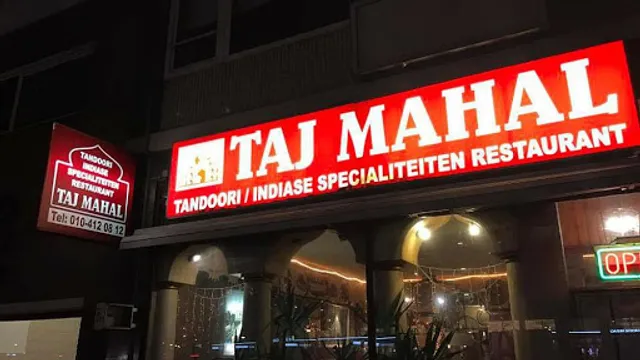 TANDOORI
INDIASE
SPECIALITEITEN
RESTAURANT
TAJ MAHAL
Tel: 010-412 08 12
TAJ MAHAL
TANDOORI / INDIASE SPECIALITEITEN RESTAURANT